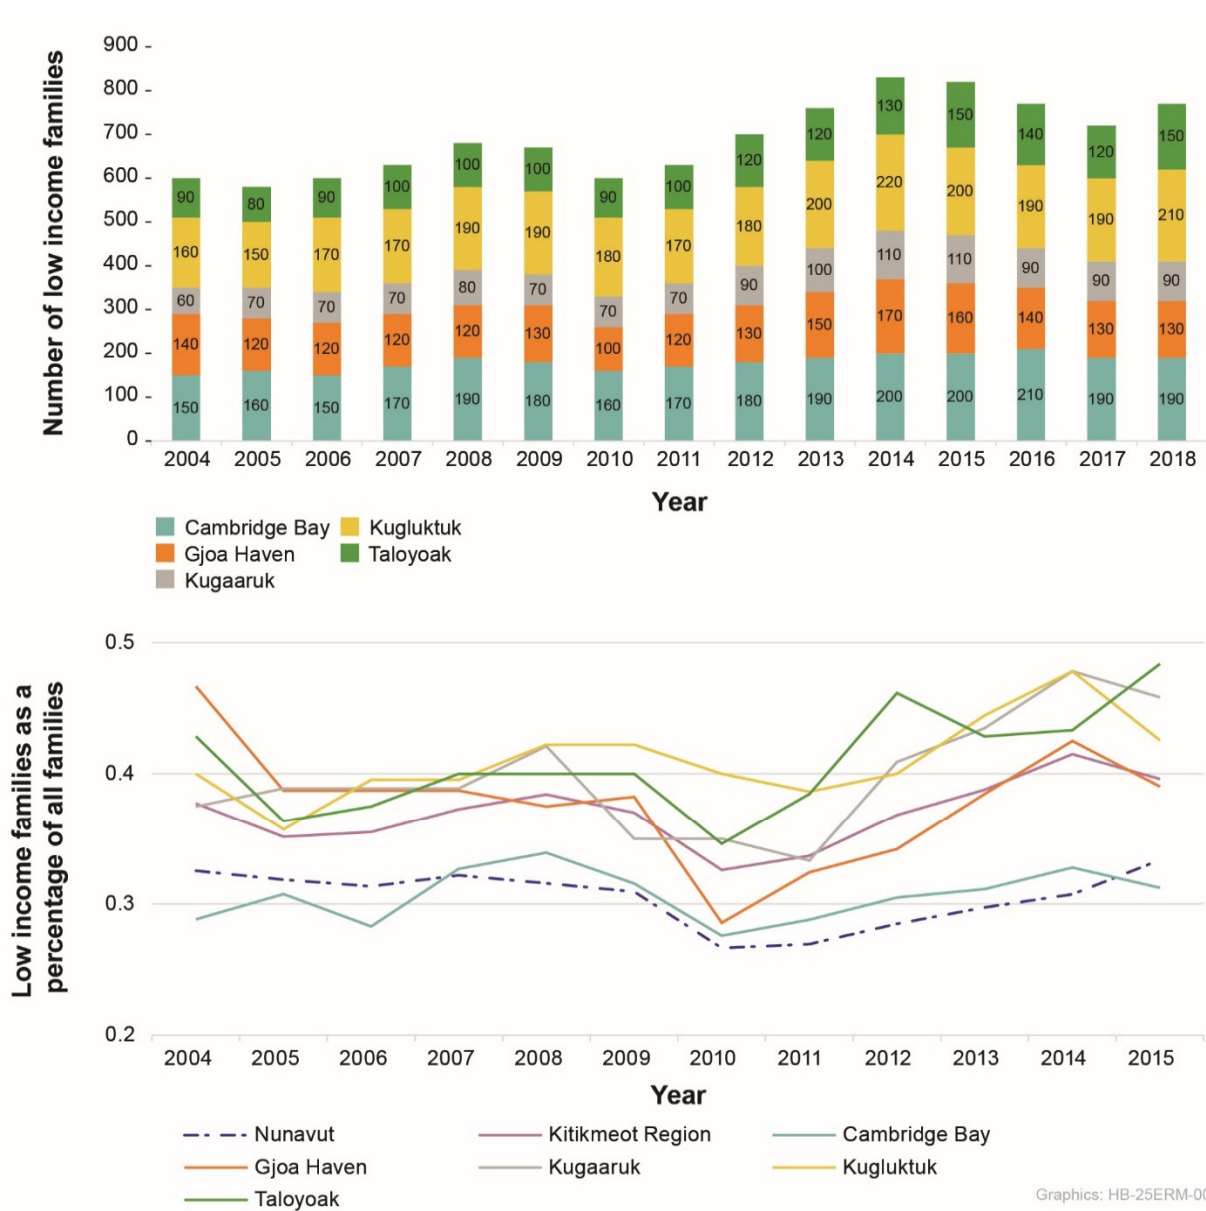 Number of low income families
900
800
700
600
500
400
300
200
100
0
90 80 90 100 100 100 90 100 120 120 130 150 140 120 150
160 150 170 170 190 190 180 170 180 200 220 200 190 190 210
60 70 70 70 80 70 70 70 90 100 110 110 90 90 90
140 120 120 120 120 130 100 120 130 150 170 160 140 130 130
150 160 150 170 190 180 160 170 180 190 200 200 210 190 190
2004 2005 2006 2007 2008 2009 2010 2011 2012 2013 2014 2015 2016 2017 2018
Year
Cambridge Bay Kugluktuk
Gjoa Haven Taloyoak
Kugaaruk
Low income families as a
percentage of all families
0.5
0.4
0.3
0.2
2004 2005 2006 2007 2008 2009 2010 2011 2012 2013 2014 2015
Year
Nunavut Kitikmeot Region Cambridge Bay
Gjoa Haven Kugaaruk Kugluktuk
Taloyoak
Graphics: HB-25ERM-00